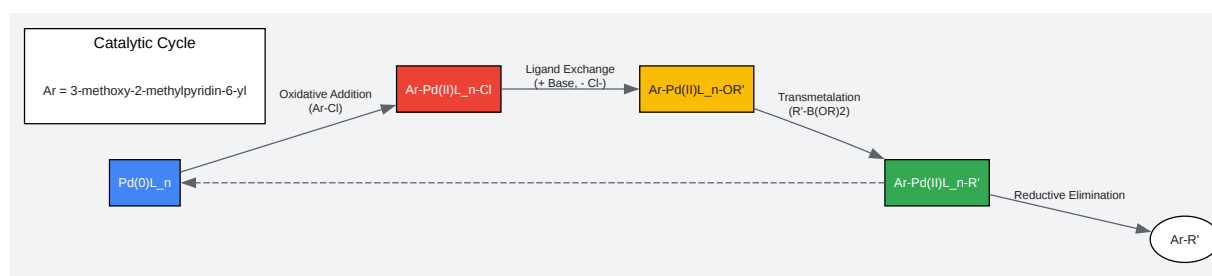 Catalytic Cycle
Ar = 3-methoxy-2-methylpyridin-6-yl
Pd(0)L_n
Oxidative Addition
(Ar-Cl)
Ar-Pd(II)L_n-Cl
Ligand Exchange
(+ Base, - Cl-)
Ar-Pd(II)L_n-OR'
Transmetalation
(R'-B(OR)2)
Ar-Pd(II)L_n-R'
Reductive Elimination
Ar-R'